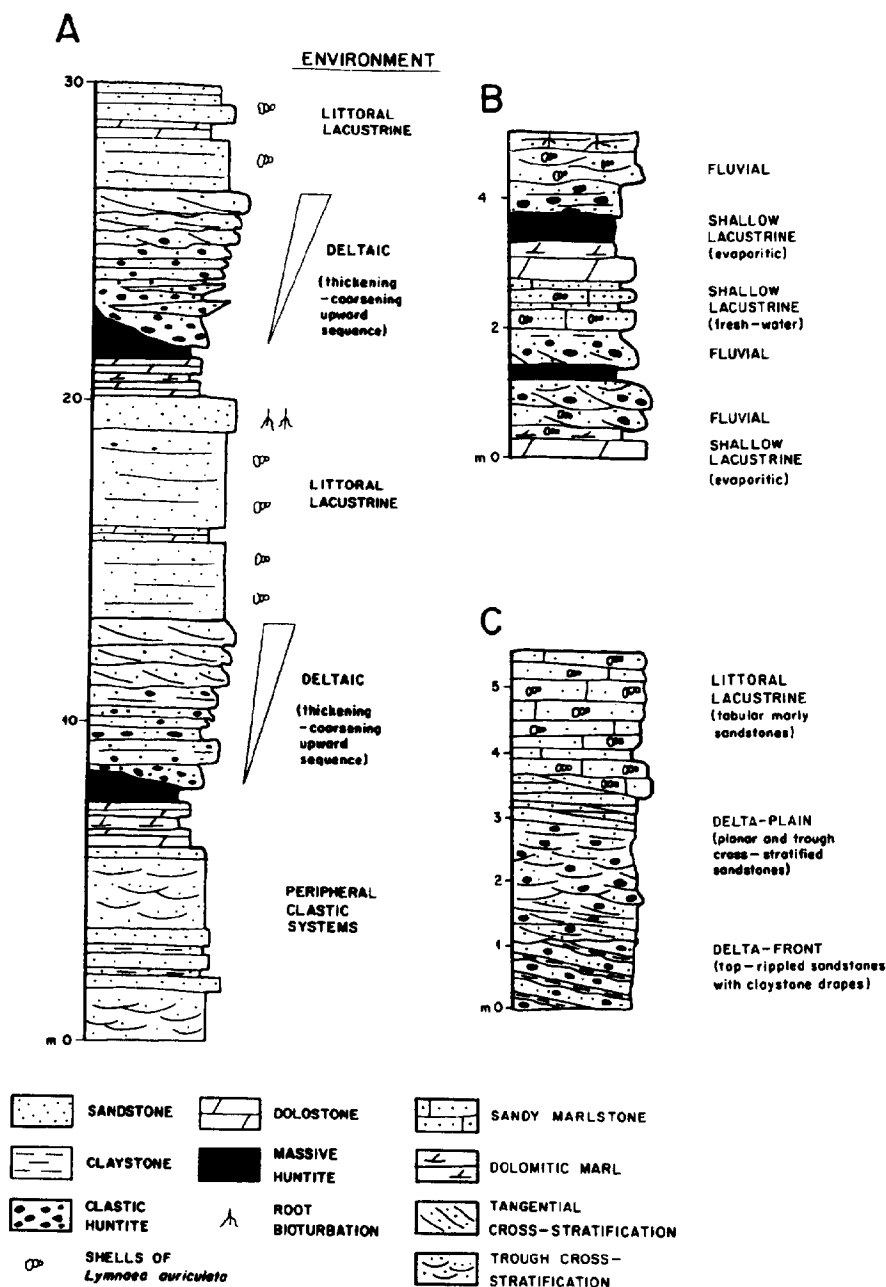 A
ENVIRONMENT
30
LITTORAL
LACUSTRINE
DELTAIC
(thickening
-coarsening
upward
sequence)
20
LITTORAL
LACUSTRINE
DELTAIC
(thickening
-coarsening
upward
sequence)
10
PERIPHERAL
CLASTIC
SYSTEMS
m 0
B
FLUVIAL
4
SHALLOW
LACUSTRINE
(evaporitic)
SHALLOW
LACUSTRINE
(fresh-water)
2
FLUVIAL
FLUVIAL
m 0
SHALLOW
LACUSTRINE
(evaporitic)
C
5
LITTORAL
LACUSTRINE
(tabular marly
sandstones)
4
3
DELTA-PLAIN
(planar and trough
cross-stratified
sandstones)
2
1
DELTA-FRONT
(top-rippled sandstones
with claystone drapes)
m 0
SANDSTONE
DOLOSTONE
SANDY MARLSTONE
CLAYSTONE
MASSIVE
HUNTITE
DOLOMITIC MARL
CLASTIC
HUNTITE
ROOT
BIOTURBATION
TANGENTIAL
CROSS-STRATIFICATION
SHELLS OF
Lymnaea auriculata
TROUGH CROSS-
STRATIFICATION